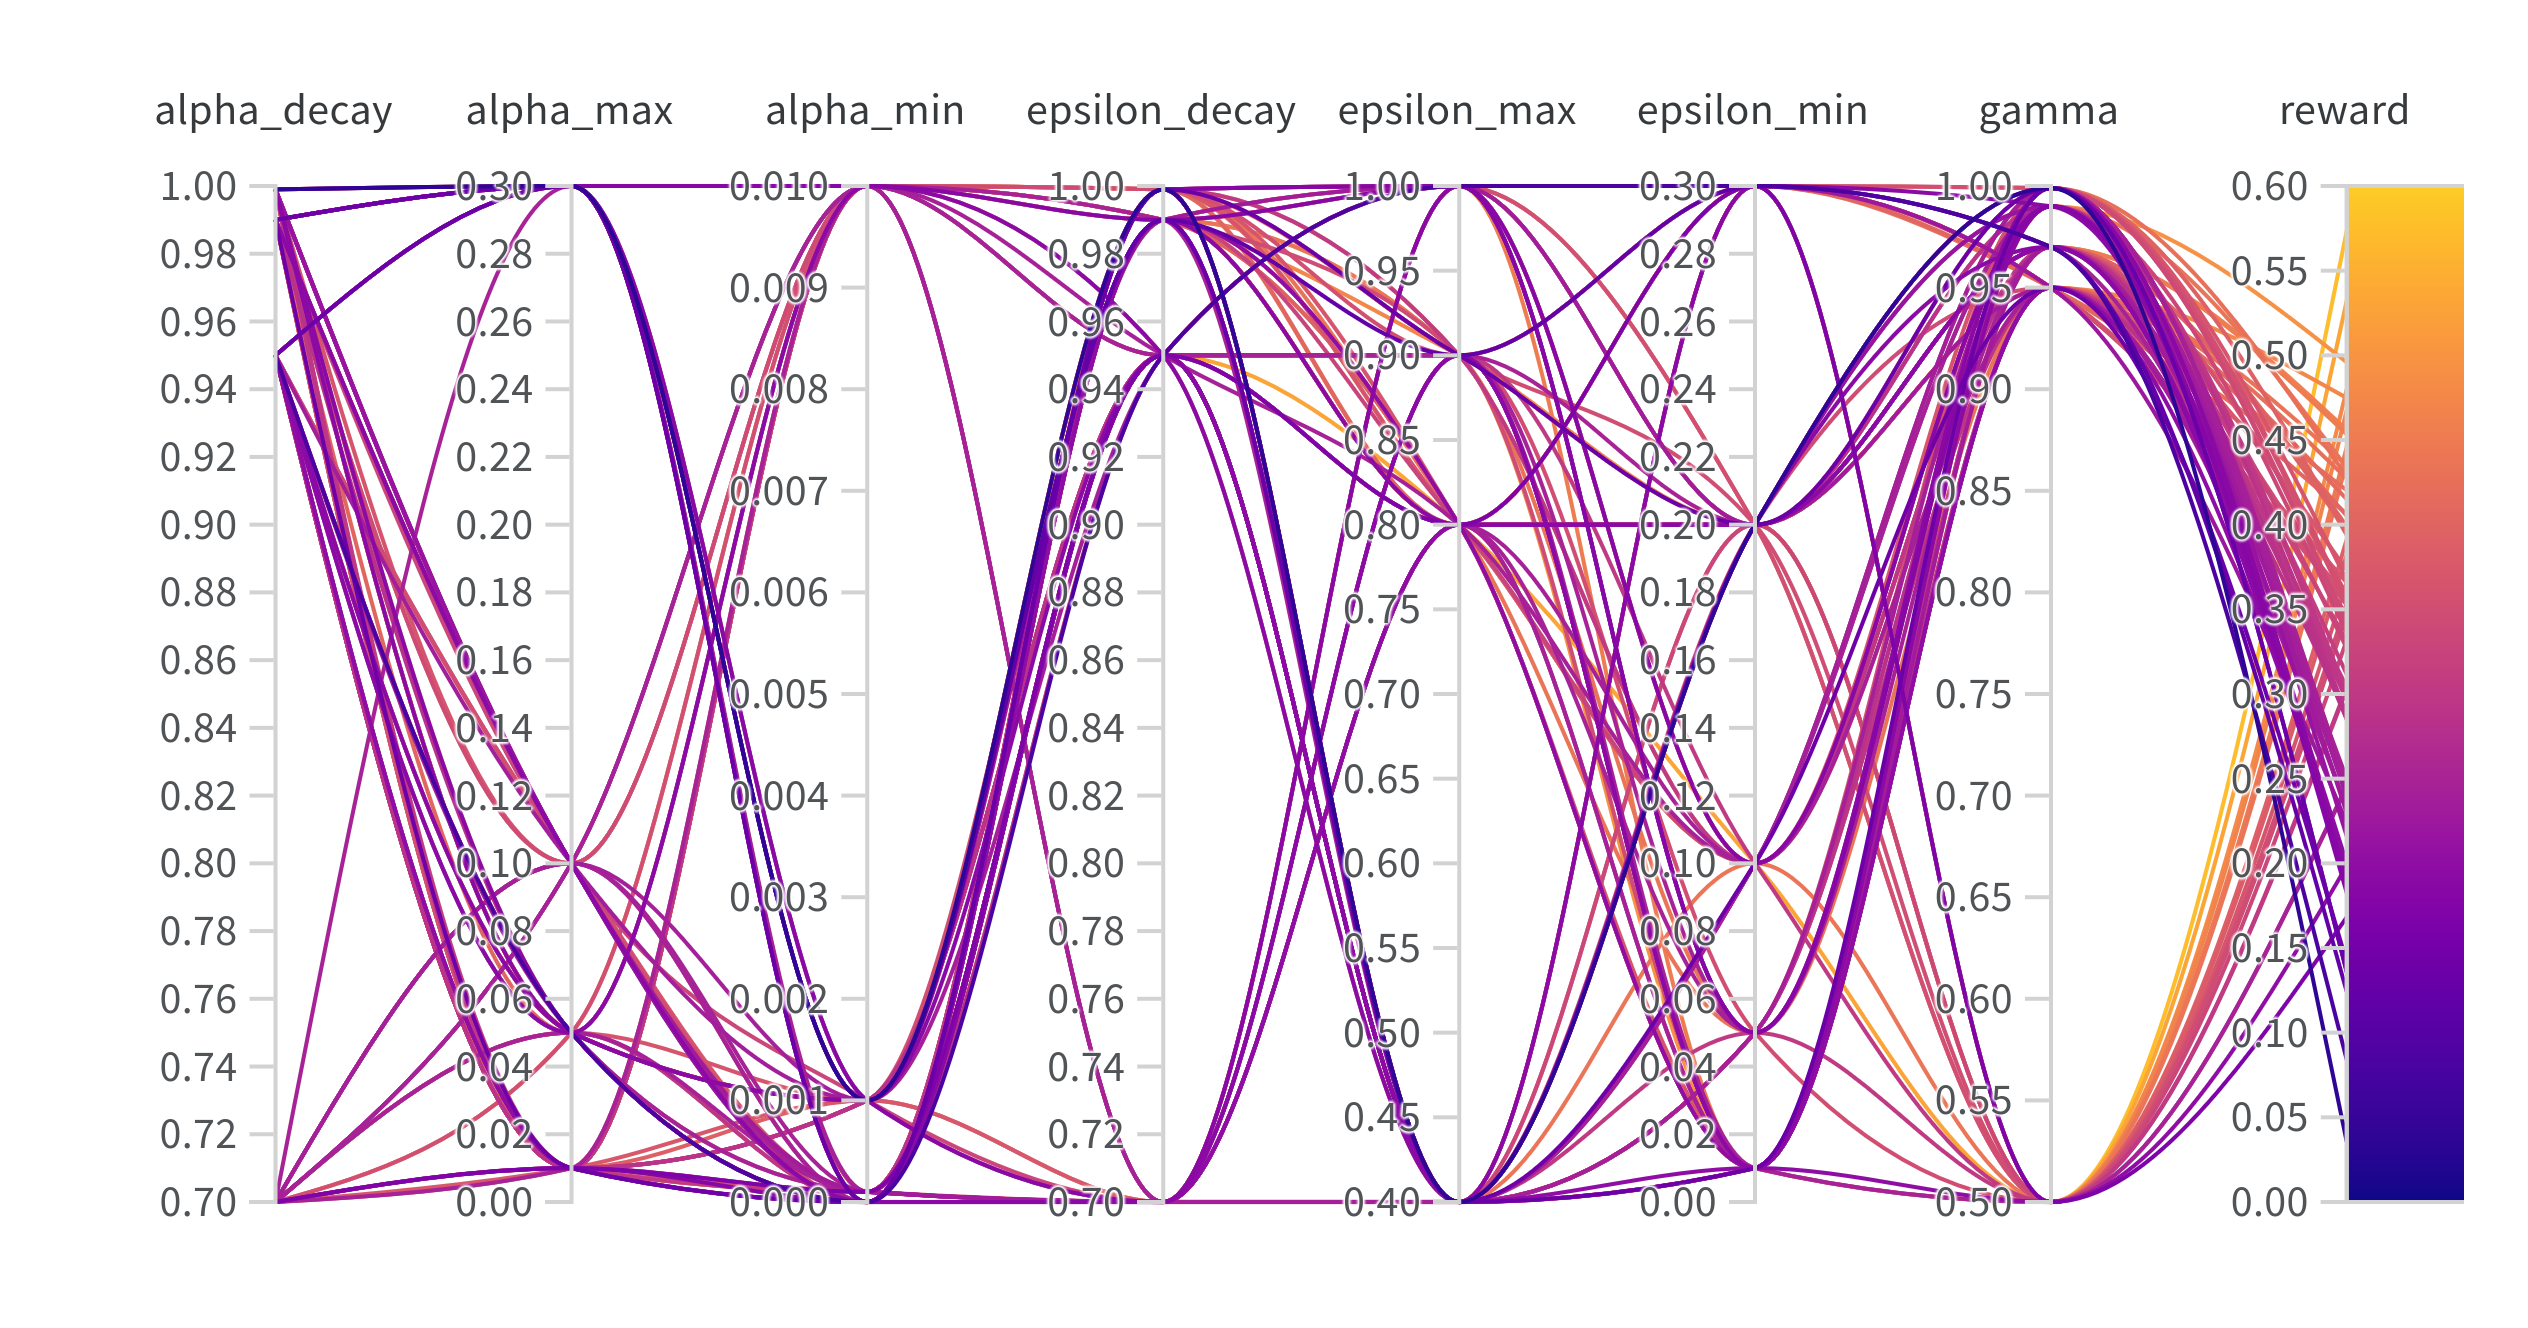 alpha_decay alpha_max alpha_min epsilon_decay epsilon_max epsilon_min gamma reward
1.00 0.30 0.010 1.00 1.00 0.30 1.00 0.60
0.98 0.28 0.98 0.28
0.95 0.55
0.009 0.95
0.96 0.26 0.96 0.26
0.90 0.50
0.94 0.24 0.008 0.94 0.24 0.90
0.85 0.45
0.92 0.22 0.92 0.22
0.007 0.85
0.90 0.20 0.90 0.80 0.20 0.40
0.88 0.18 0.006 0.88 0.18 0.80
0.75 0.35
0.86 0.16 0.86 0.16
0.005 0.70 0.75 0.30
0.84 0.14 0.84 0.14
0.65 0.25
0.82 0.12 0.004 0.82 0.12 0.70
0.80 0.10 0.80 0.60 0.10 0.20
0.003 0.65
0.78 0.08 0.78 0.08
0.55 0.15
0.76 0.06 0.002 0.76 0.06 0.60
0.50 0.10
0.74 0.04 0.74 0.04
0.001 0.55
0.45 0.05
0.72 0.02 0.72 0.02
0.70 0.00 0.000 0.70 0.40 0.00 0.50 0.00